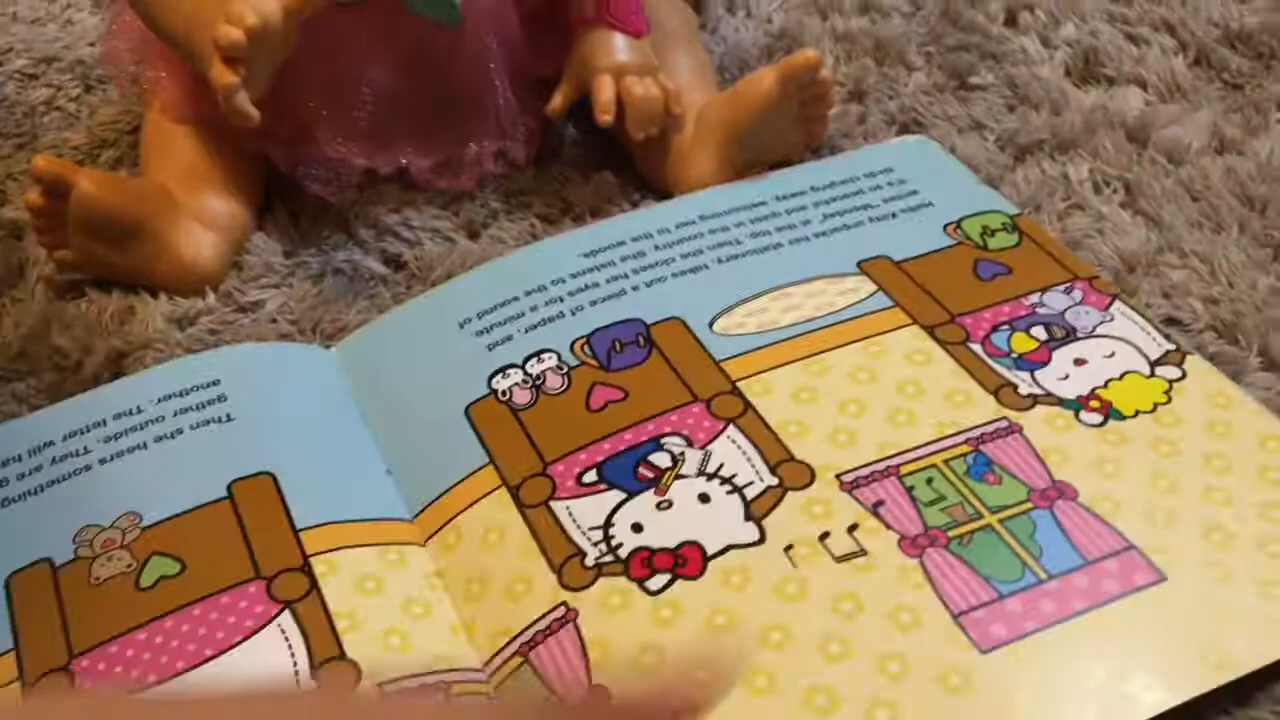 Then she hears something
gather outside. They are g
another. The letter will ha
Hello Kitty unpacks her stationery, takes out a piece of paper, and
writes "Monday" at the top. Then she closes her eyes for a minute.
It's so peaceful and quiet in the country. She listens to the sound of
birds chirping away, welcoming her to the woods.